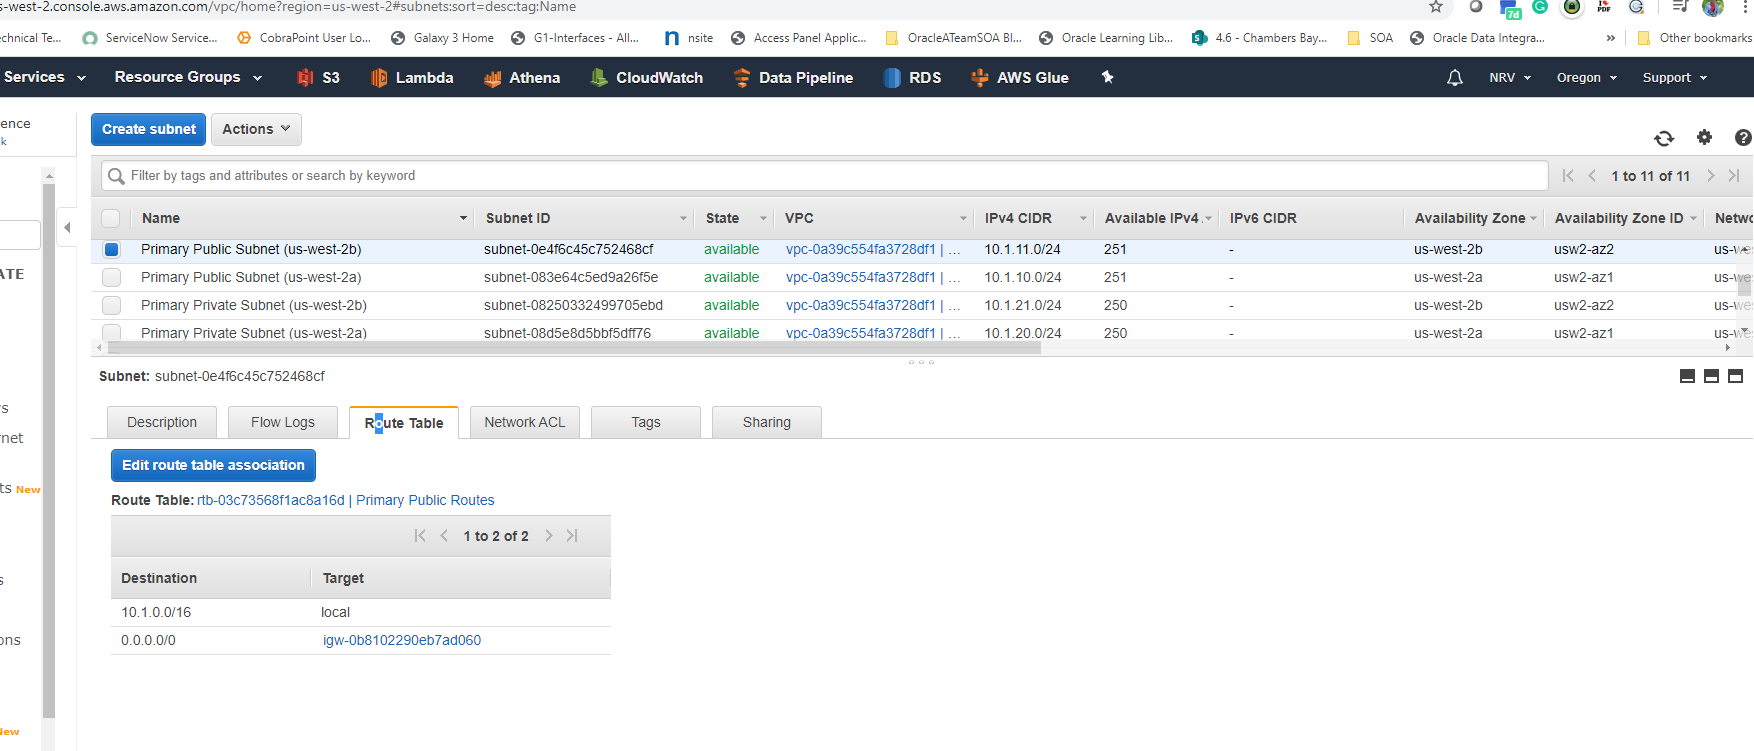 s-west-2.console.aws.amazon.com/vpc/home?region=us-west-2#subnets:sort=desc:tag:Name
7d
PDF
echnical Te... ServiceNow Service... CobraPoint User Lo... Galaxy 3 Home G1-Interfaces - All... nsite Access Panel Applic... OracleATeamSOA Bl... Oracle Learning Lib... 4.6 - Chambers Bay... SOA Oracle Data Integra... » Other bookmarks
Services Resource Groups S3 Lambda Athena CloudWatch Data Pipeline RDS AWS Glue NRV Oregon Support
ence
k
Create subnet Actions
Filter by tags and attributes or search by keyword 1 to 11 of 11
Name Subnet ID State VPC IPv4 CIDR Available IPv4 IPv6 CIDR Availability Zone Availability Zone ID Netwo
Primary Public Subnet (us-west-2b) subnet-0e4f6c45c752468cf available vpc-0a39c554fa3728df1 | ... 10.1.11.0/24 251 - us-west-2b usw2-az2 us-we
Primary Public Subnet (us-west-2a) subnet-083e64c5ed9a26f5e available vpc-0a39c554fa3728df1 | ... 10.1.10.0/24 251 - us-west-2a usw2-az1 us-we
Primary Private Subnet (us-west-2b) subnet-08250332499705ebd available vpc-0a39c554fa3728df1 | ... 10.1.21.0/24 250 - us-west-2b usw2-az2 us-we
Primary Private Subnet (us-west-2a) subnet-08d5e8d5bbf5dff76 available vpc-0a39c554fa3728df1 | ... 10.1.20.0/24 250 - us-west-2a usw2-az1 us-we
ATE
s
rnet
ts New
s
ons
New
Subnet: subnet-0e4f6c45c752468cf
Description Flow Logs Route Table Network ACL Tags Sharing
Edit route table association
Route Table: rtb-03c73568f1ac8a16d | Primary Public Routes
1 to 2 of 2
Destination Target
10.1.0.0/16 local
0.0.0.0/0 igw-0b8102290eb7ad060